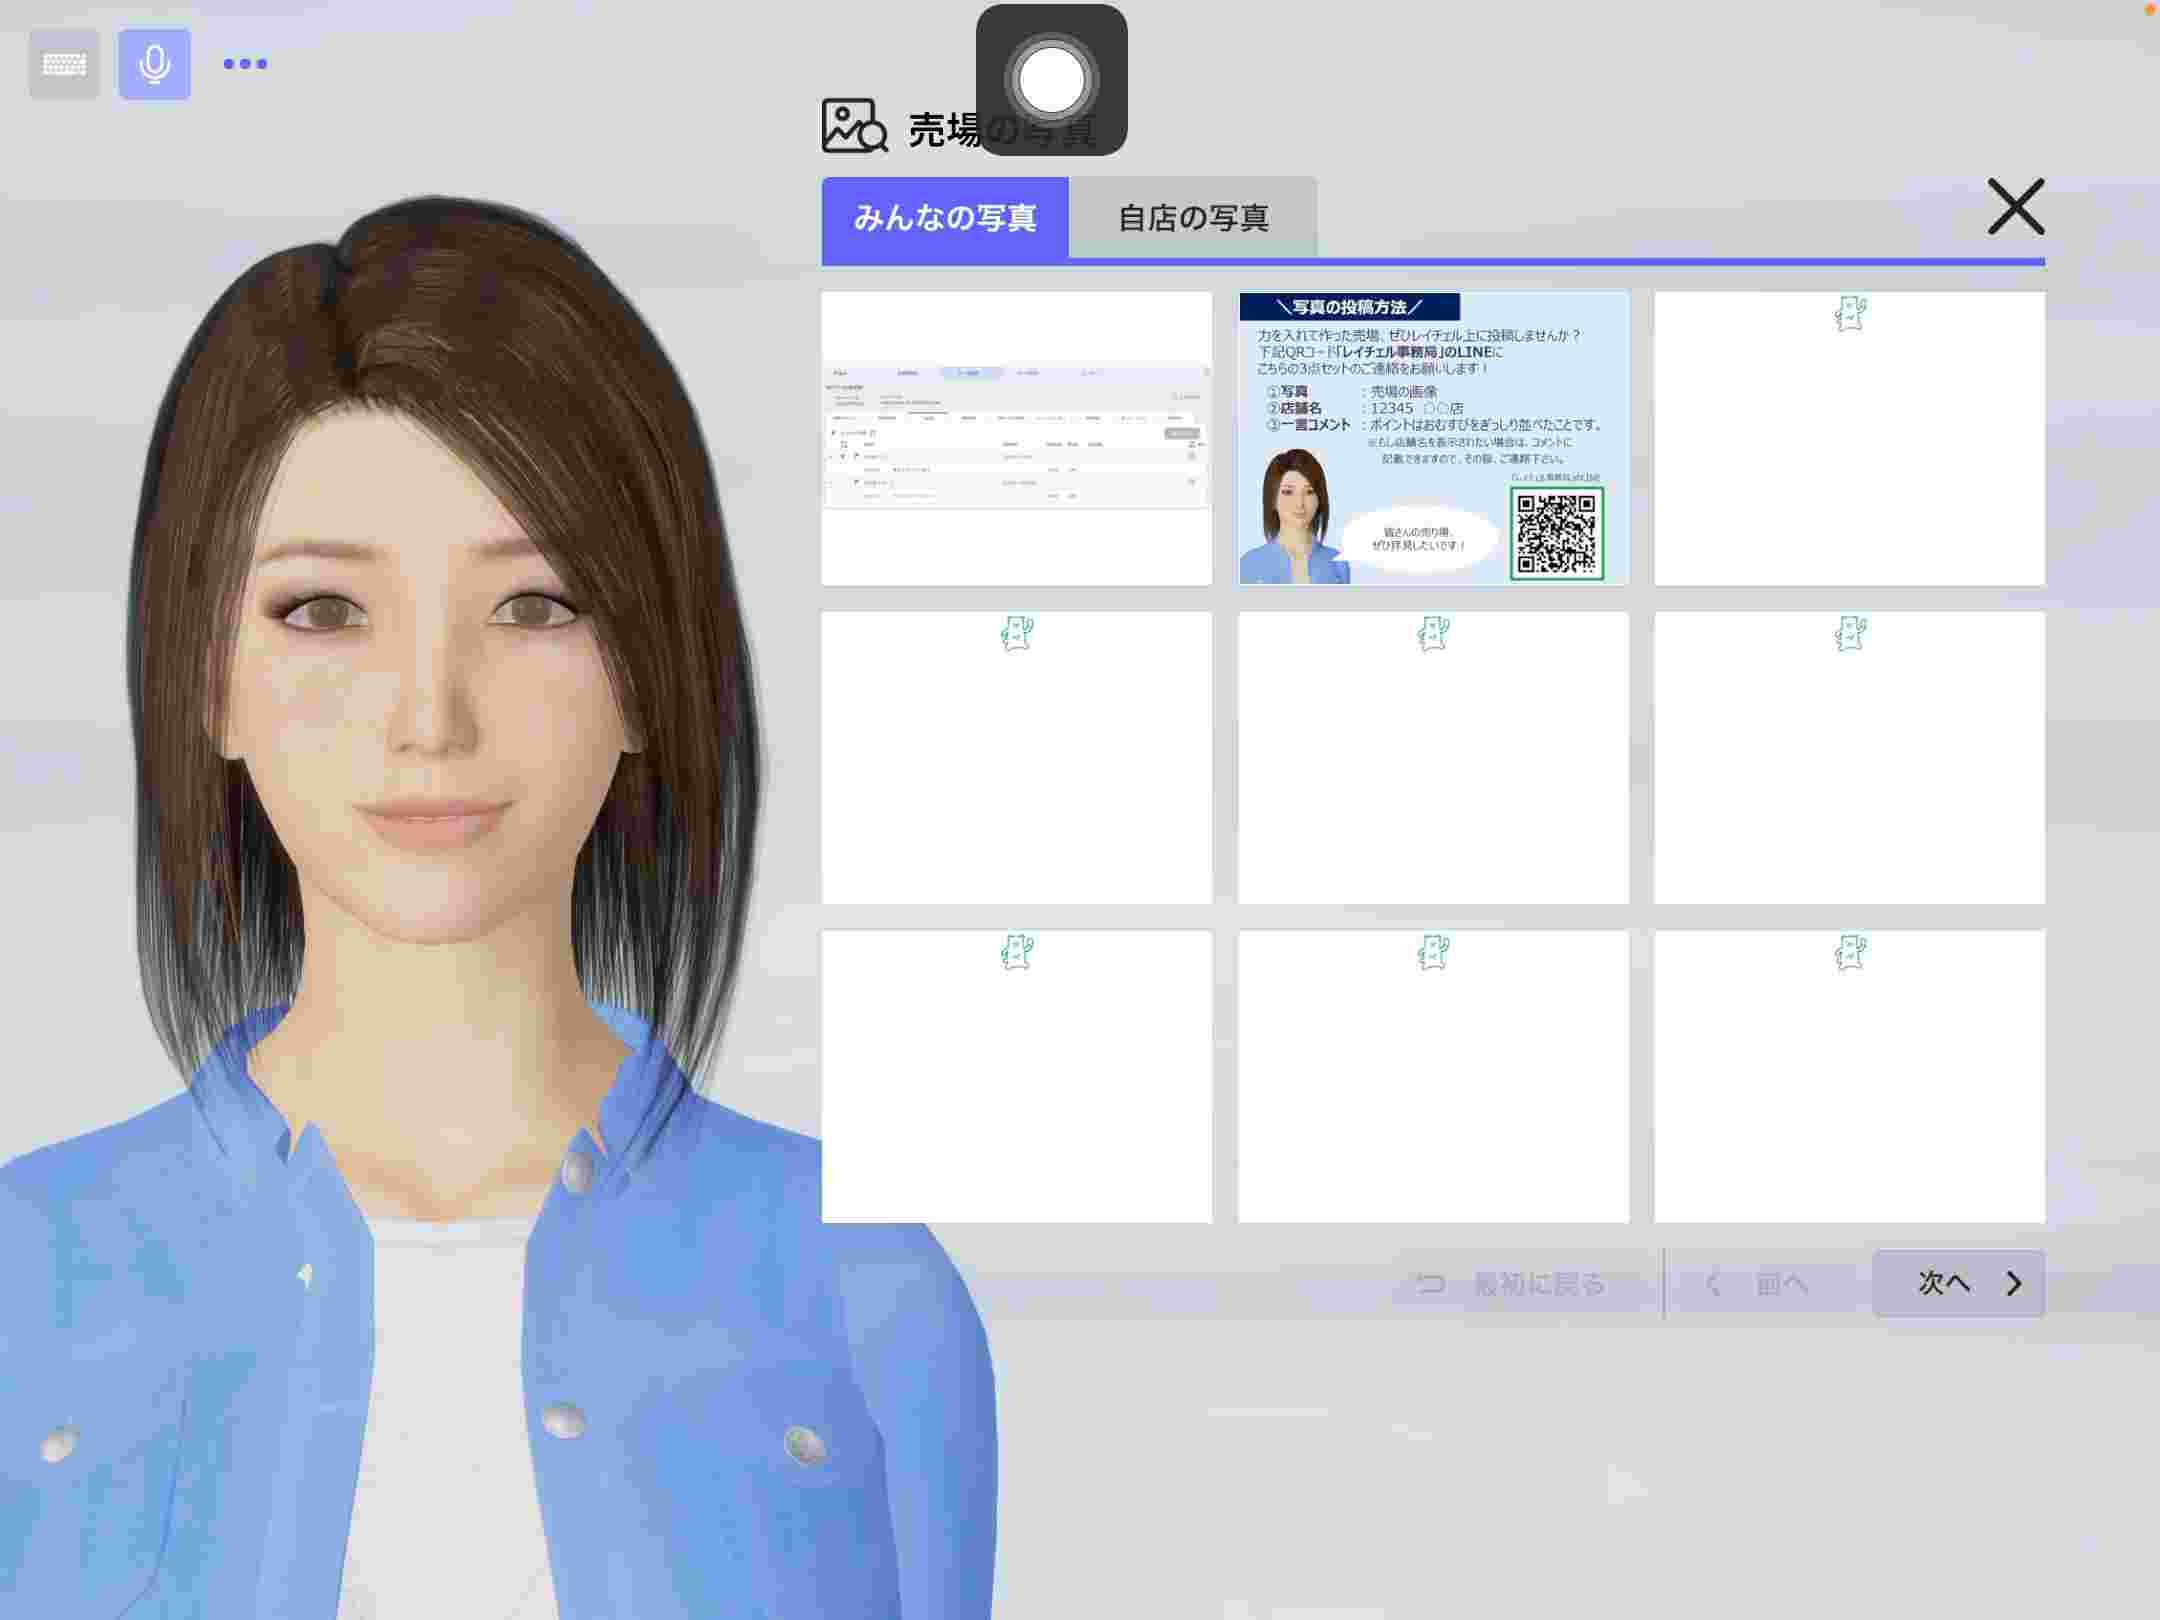 売場の写真
みんなの写真
自店の写真
＼写真の投稿方法／
力を入れて作った売場、ぜひレイチェル上に投稿しませんか？
下記QRコード「レイチェル事務局」のLINEに
こちらの3点セットのご連絡をお願いします！
①写真 : 売場の画像
②店舗名 : 12345 ○○店
③一言コメント : ポイントはおむすびをぎっしり並べたことです。
※もし店舗名を表示されたい場合は、コメントに
記載できますので、その旨、ご連絡下さい。
皆さんの売り場、
ぜひ拝見したいです！
最初に戻る
前へ
次へ